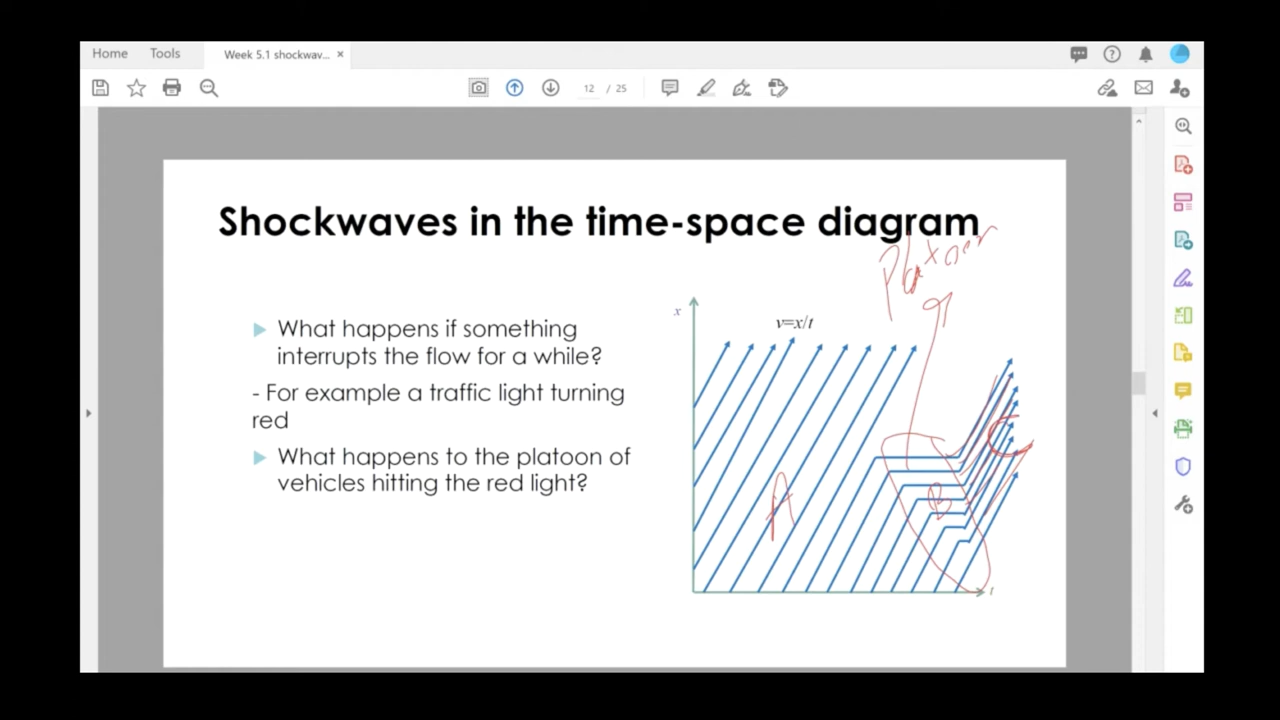 Home
Tools
Week 5.1 shockwav...
12 / 25
Shockwaves in the time-space diagram
What happens if something
interrupts the flow for a while?
- For example a traffic light turning
red
What happens to the platoon of
vehicles hitting the red light?
x
v=x/t
A
B
C
t